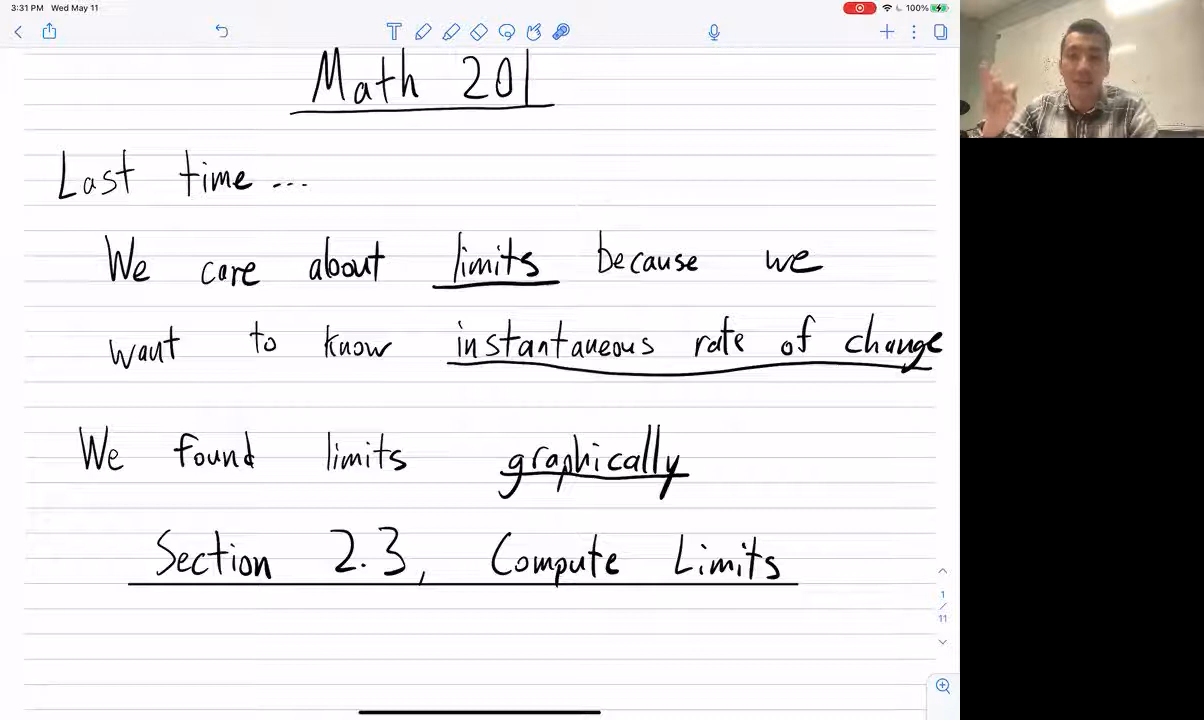 3:31 PM Wed May 11
100%
Math 201
Last time ...
We care about limits because we
want to know instantaneous rate of change
We found limits graphically
Section 2.3, Compute Limits
1
/
11